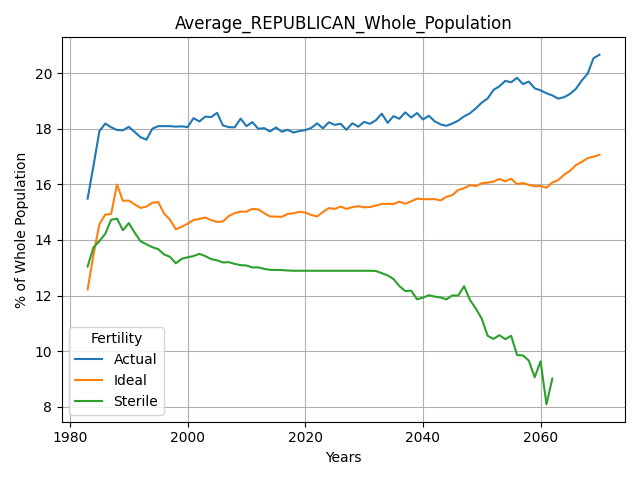 Average_REPUBLICAN_Whole_Population
% of Whole Population
20
18
16
14
12
10
8
Fertility
Actual
Ideal
Sterile
1980 2000 2020 2040 2060
Years